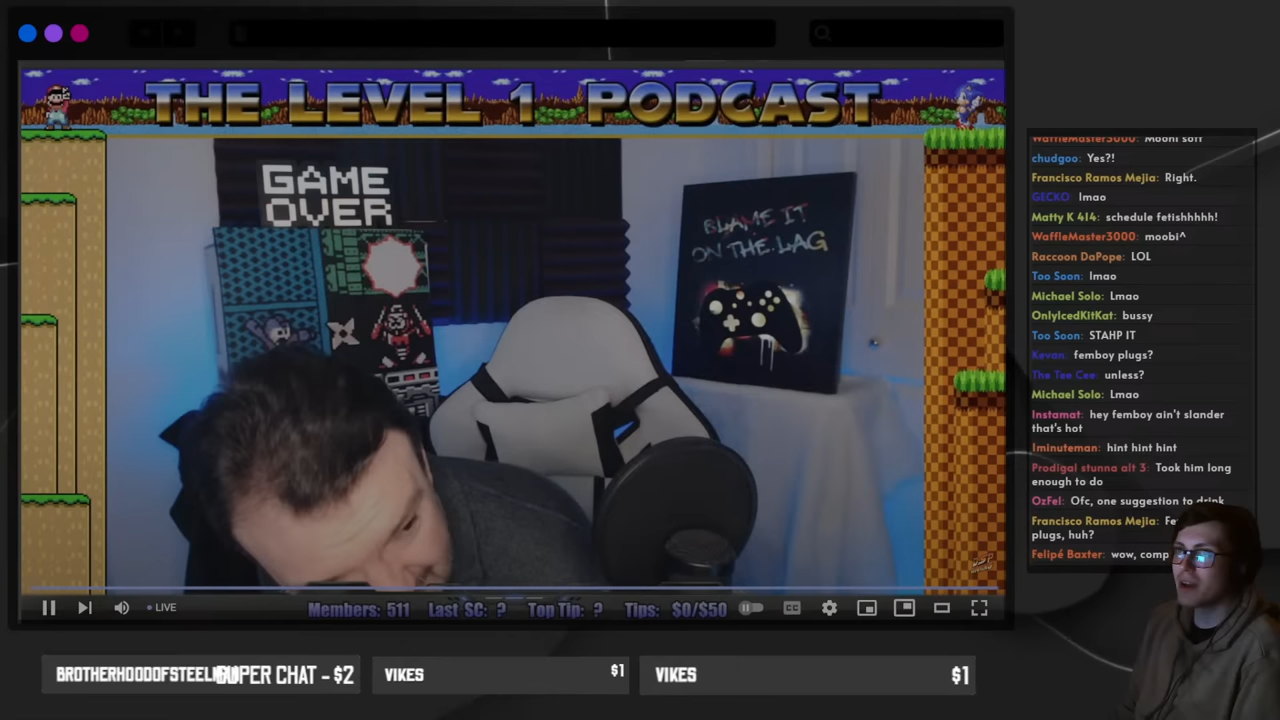 THE LEVEL 1 PODCAST
GAME
OVER
BLAME IT
ON THE LAG
WaffleMaster3000: Moobi soft
chudgoo: Yes?!
Francisco Ramos Mejia: Right.
GECKO: lmao
Matty K 414: schedule fetishhhhh!
WaffleMaster3000: moobi^
Raccoon DaPope: LOL
Too Soon: lmao
Michael Solo: Lmao
OnlyIcedKitKat: bussy
Too Soon: STAHP IT
Kevan: femboy plugs?
The Tee Cee: unless?
Michael Solo: Lmao
Instamat: hey femboy ain't slander
that's hot
1minuteman: hint hint hint
Prodigal stunna alt 3: Took him long
enough to do
OzFel: Ofc, one suggestion to drink
Francisco Ramos Mejia:
plugs, huh?
Felipé Baxter: wow, comp
LIVE
Members: 511 Last SC: ? Top Tip: ? Tips: $0/$50
CC
SUPER CHAT - $2
VIKES $1
VIKES $1